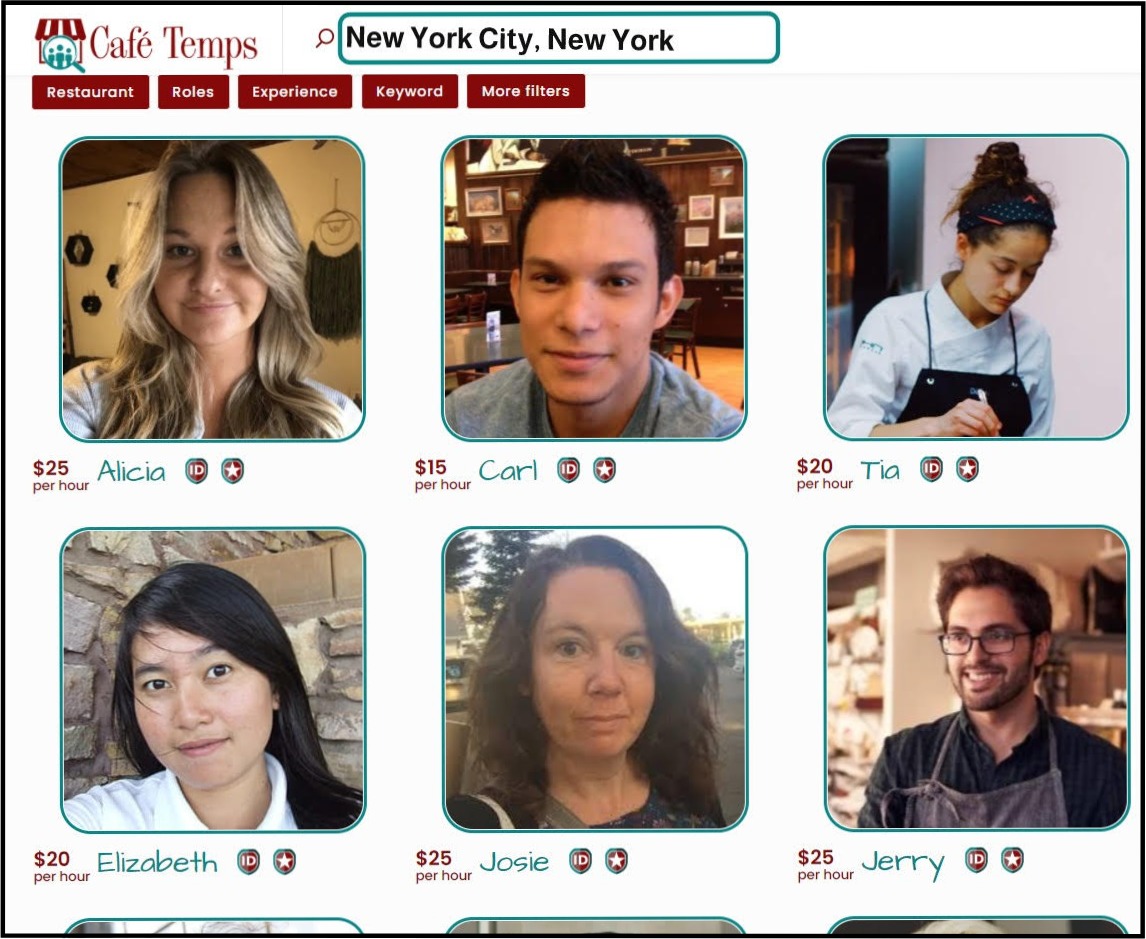 Café Temps
New York City, New York
Restaurant
Roles
Experience
Keyword
More filters
$25 Alicia ID
per hour
$15 Carl ID
per hour
$20 Tia ID
per hour
$20 Elizabeth ID
per hour
$25 Josie ID
per hour
$25 Jerry ID
per hour